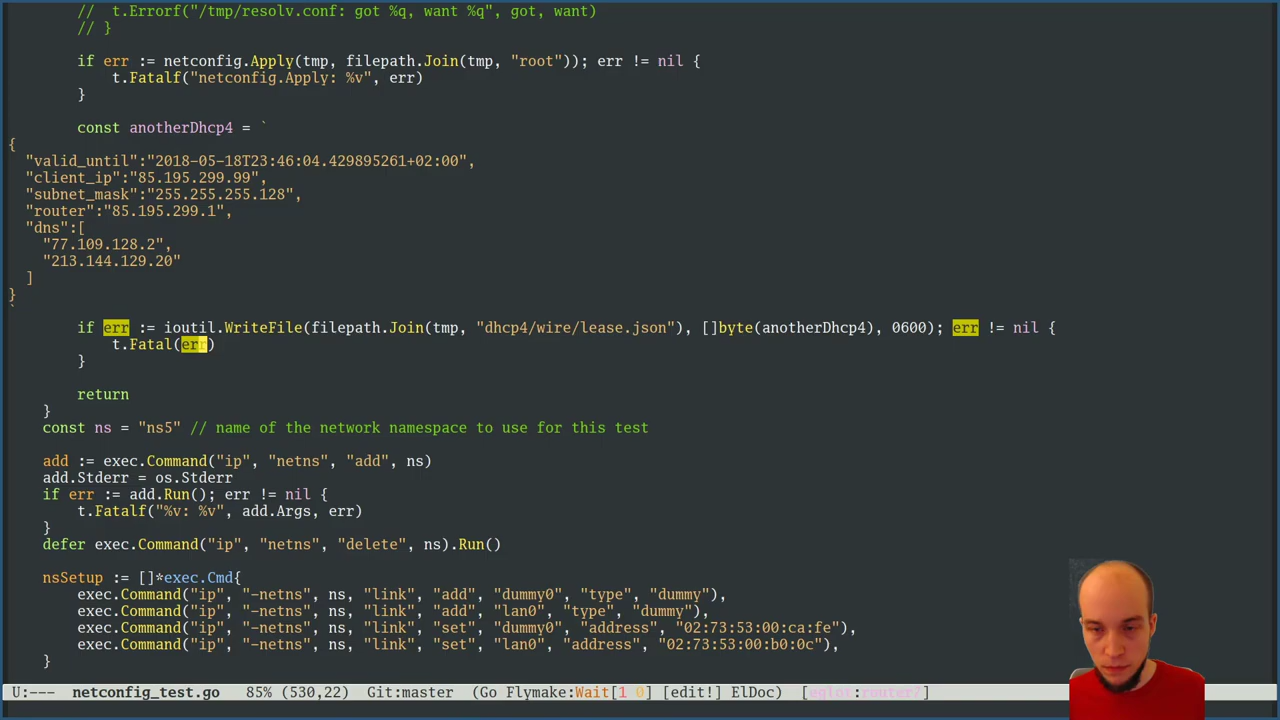 //  t.Errorf("/tmp/resolv.conf: got %q, want %q", got, want)
// }
if err := netconfig.Apply(tmp, filepath.Join(tmp, "root")); err != nil {
t.Fatalf("netconfig.Apply: %v", err)
}
const anotherDhcp4 = `
{
"valid_until":"2018-05-18T23:46:04.429895261+02:00",
"client_ip":"85.195.299.99",
"subnet_mask":"255.255.255.128",
"router":"85.195.299.1",
"dns":[
"77.109.128.2",
"213.144.129.20"
]
}
`
if err := ioutil.WriteFile(filepath.Join(tmp, "dhcp4/wire/lease.json"), []byte(anotherDhcp4), 0600); err != nil {
t.Fatal(err)
}
return
}
const ns = "ns5" // name of the network namespace to use for this test
add := exec.Command("ip", "netns", "add", ns)
add.Stderr = os.Stderr
if err := add.Run(); err != nil {
t.Fatalf("%v: %v", add.Args, err)
}
defer exec.Command("ip", "netns", "delete", ns).Run()
nsSetup := []*exec.Cmd{
exec.Command("ip", "-netns", ns, "link", "add", "dummy0", "type", "dummy"),
exec.Command("ip", "-netns", ns, "link", "add", "lan0", "type", "dummy"),
exec.Command("ip", "-netns", ns, "link", "set", "dummy0", "address", "02:73:53:00:ca:fe"),
exec.Command("ip", "-netns", ns, "link", "set", "lan0", "address", "02:73:53:00:b0:0c"),
}
U:---  netconfig_test.go  85% (530,22)  Git:master  (Go Flymake:Wait[1 0] [edit!] ElDoc)  [eglot:router7]